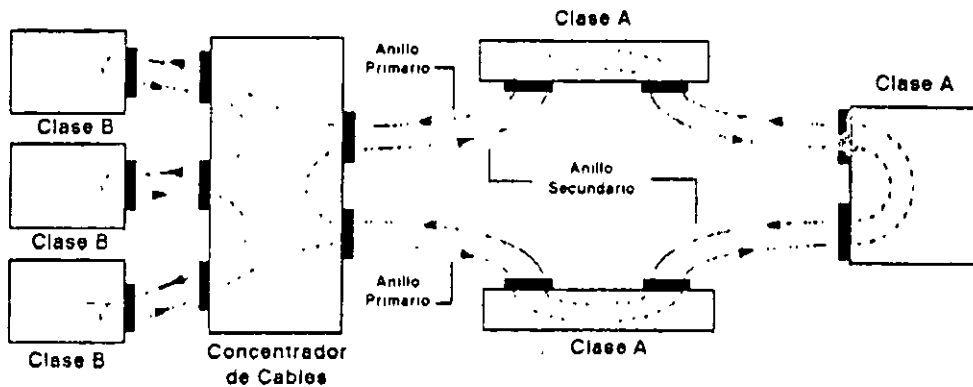 Clase A
Anillo
Primario
Clase A
Clase B
Anillo
Secundario
Clase B
Anillo
Primario
Clase B
Concentrador
de Cables
Clase A